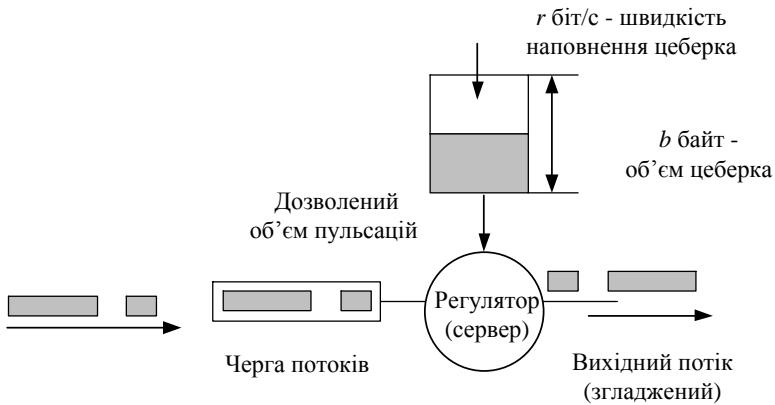 r біт/с - швидкість
наповнення цеберка
b байт -
об’єм цеберка
Дозволений
об’єм пульсацій
Регулятор
(сервер)
Черга потоків
Вихідний потік
(згладжений)